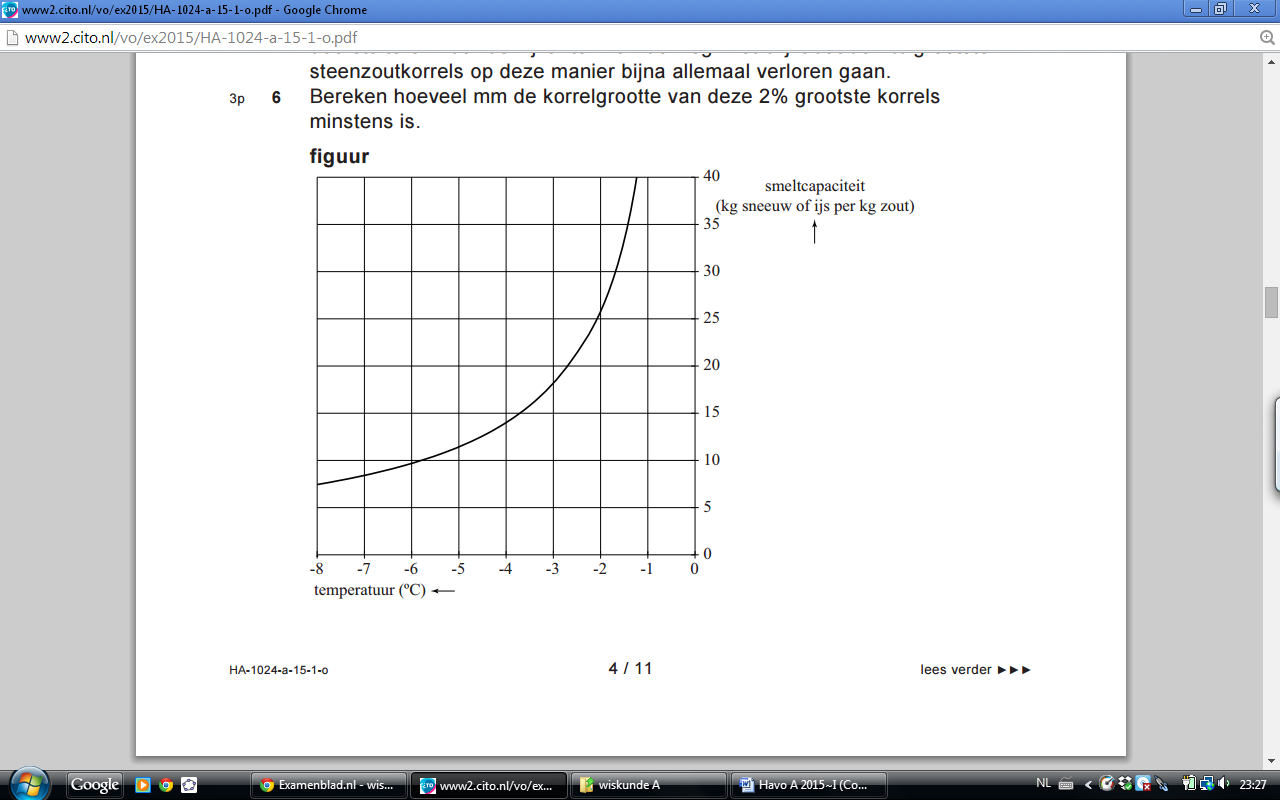 www2.cito.nl/vo/ex2015/HA-1024-a-15-1-o.pdf - Google Chrome
www2.cito.nl/vo/ex2015/HA-1024-a-15-1-o.pdf
steenzoutkorrels op deze manier bijna allemaal verloren gaan.
3p 6 Bereken hoeveel mm de korrelgrootte van deze 2% grootste korrels
minstens is.
figuur
40
smeltcapaciteit
(kg sneeuw of ijs per kg zout)
35
30
25
20
15
10
5
0
-8 -7 -6 -5 -4 -3 -2 -1 0
temperatuur (ºC)
HA-1024-a-15-1-o 4 / 11 lees verder ►►►
Google Examenblad.nl - wis... www2.cito.nl/vo/ex... wiskunde A Havo A 2015~I (Co... NL 23:27